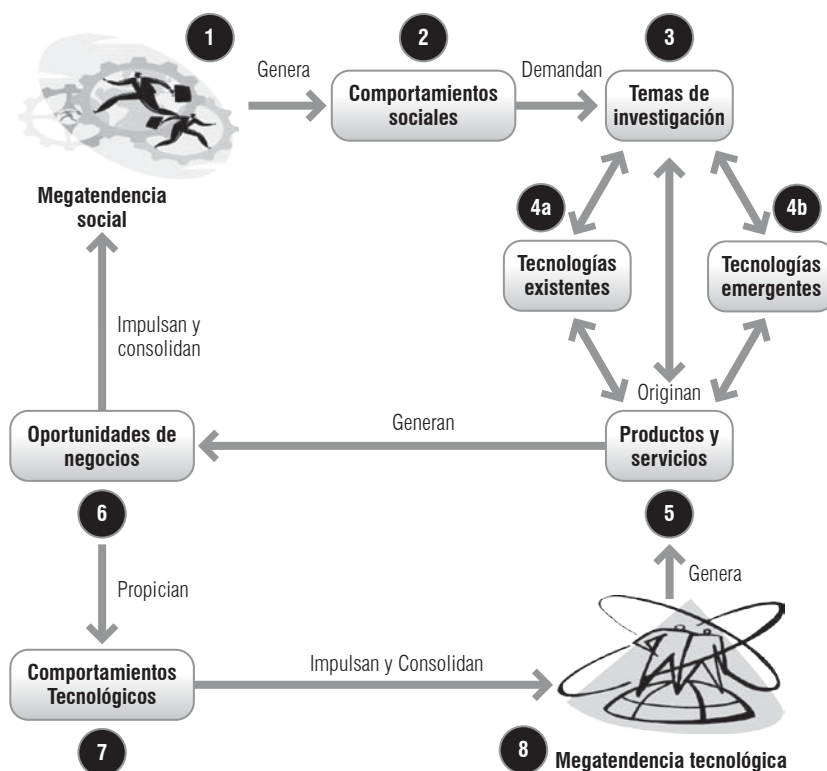 1
2
3
Genera
Demandan
Comportamientos
sociales
Temas de
investigación
Megatendencia
social
4a
4b
Tecnologías
existentes
Tecnologías
emergentes
Impulsan y
consolidan
Originan
Oportunidades de
negocios
Generan
Productos y
servicios
6
5
Propician
Genera
Comportamientos
Tecnológicos
Impulsan y Consolidan
7
8
Megatendencia tecnológica